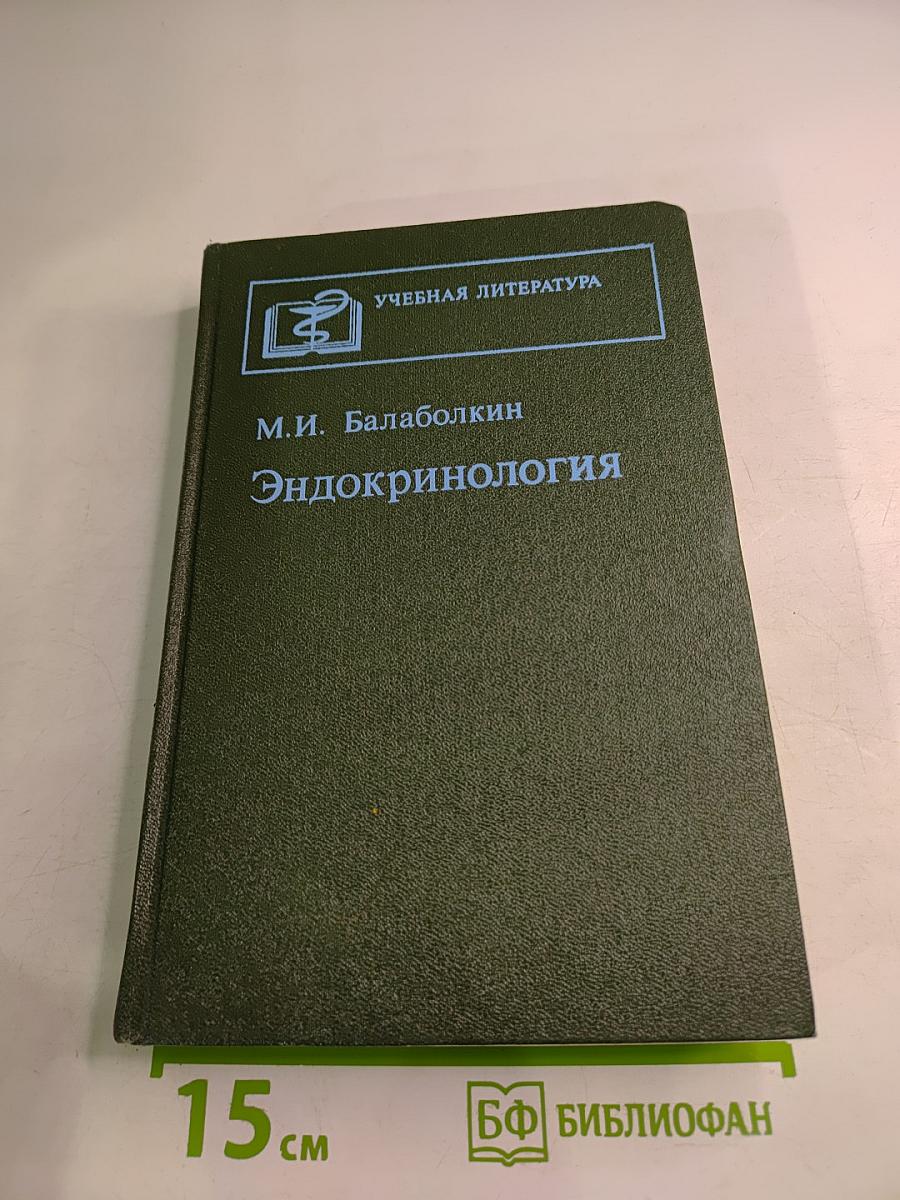 УЧЕБНАЯ ЛИТЕРАТУРА
М.И. Балаболкин
Эндокринология
15 см
БФ БИБЛИОФАН